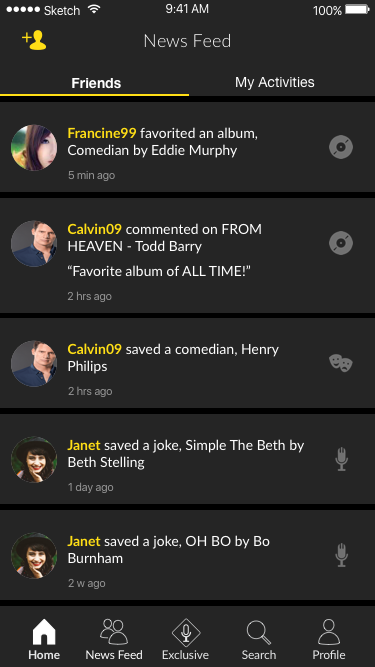 Sketch 9:41 AM 100%
News Feed
Friends My Activities
Francine99 favorited an album,
Comedian by Eddie Murphy
5 min ago
Calvin09 commented on FROM
HEAVEN - Todd Barry
“Favorite album of ALL TIME!”
2 hrs ago
Calvin09 saved a comedian, Henry
Philips
2 hrs ago
Janet saved a joke, Simple The Beth by
Beth Stelling
1 day ago
Janet saved a joke, OH BO by Bo
Burnham
2 w ago
Home News Feed Exclusive Search Profile